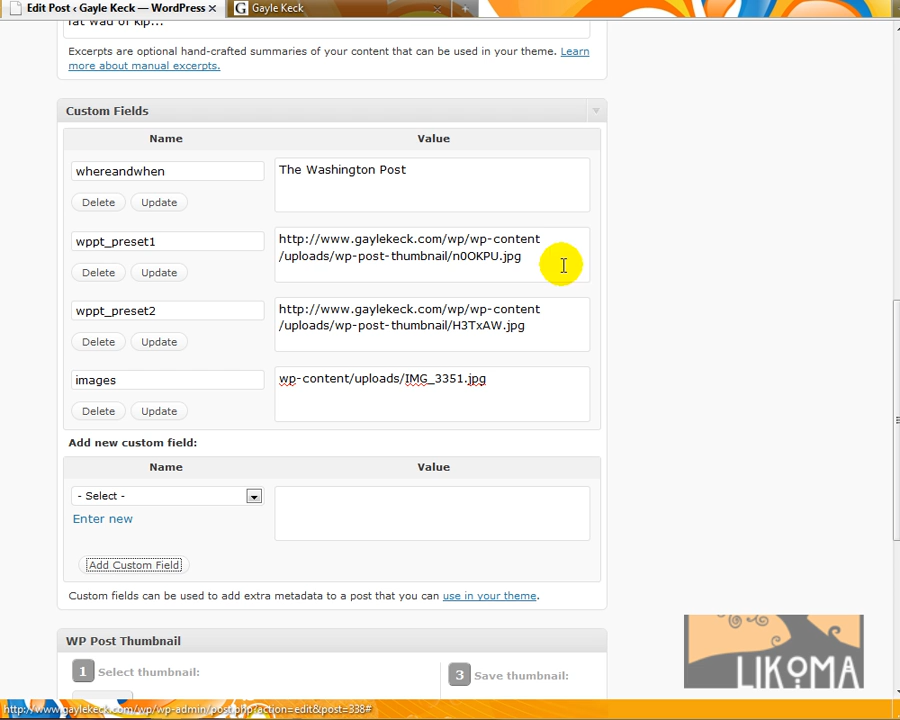 Edit Post ‹ Gayle Keck — WordPress × Gayle Keck
fat wad of kip...
Excerpts are optional hand-crafted summaries of your content that can be used in your theme. Learn
more about manual excerpts.
Custom Fields
Name Value
whereandwhen The Washington Post
Delete Update
wppt_preset1 http://www.gaylekeck.com/wp/wp-content
/uploads/wp-post-thumbnail/n0OKPU.jpg
Delete Update
wppt_preset2 http://www.gaylekeck.com/wp/wp-content
/uploads/wp-post-thumbnail/H3TxAW.jpg
Delete Update
images wp-content/uploads/IMG_3351.jpg
Delete Update
Add new custom field:
Name Value
- Select -
Enter new
Add Custom Field
Custom fields can be used to add extra metadata to a post that you can use in your theme.
WP Post Thumbnail
1 Select thumbnail: 3 Save thumbnail:
LIKOMA
http://www.gaylekeck.com/wp/wp-admin/post.php?action=edit&post=338#